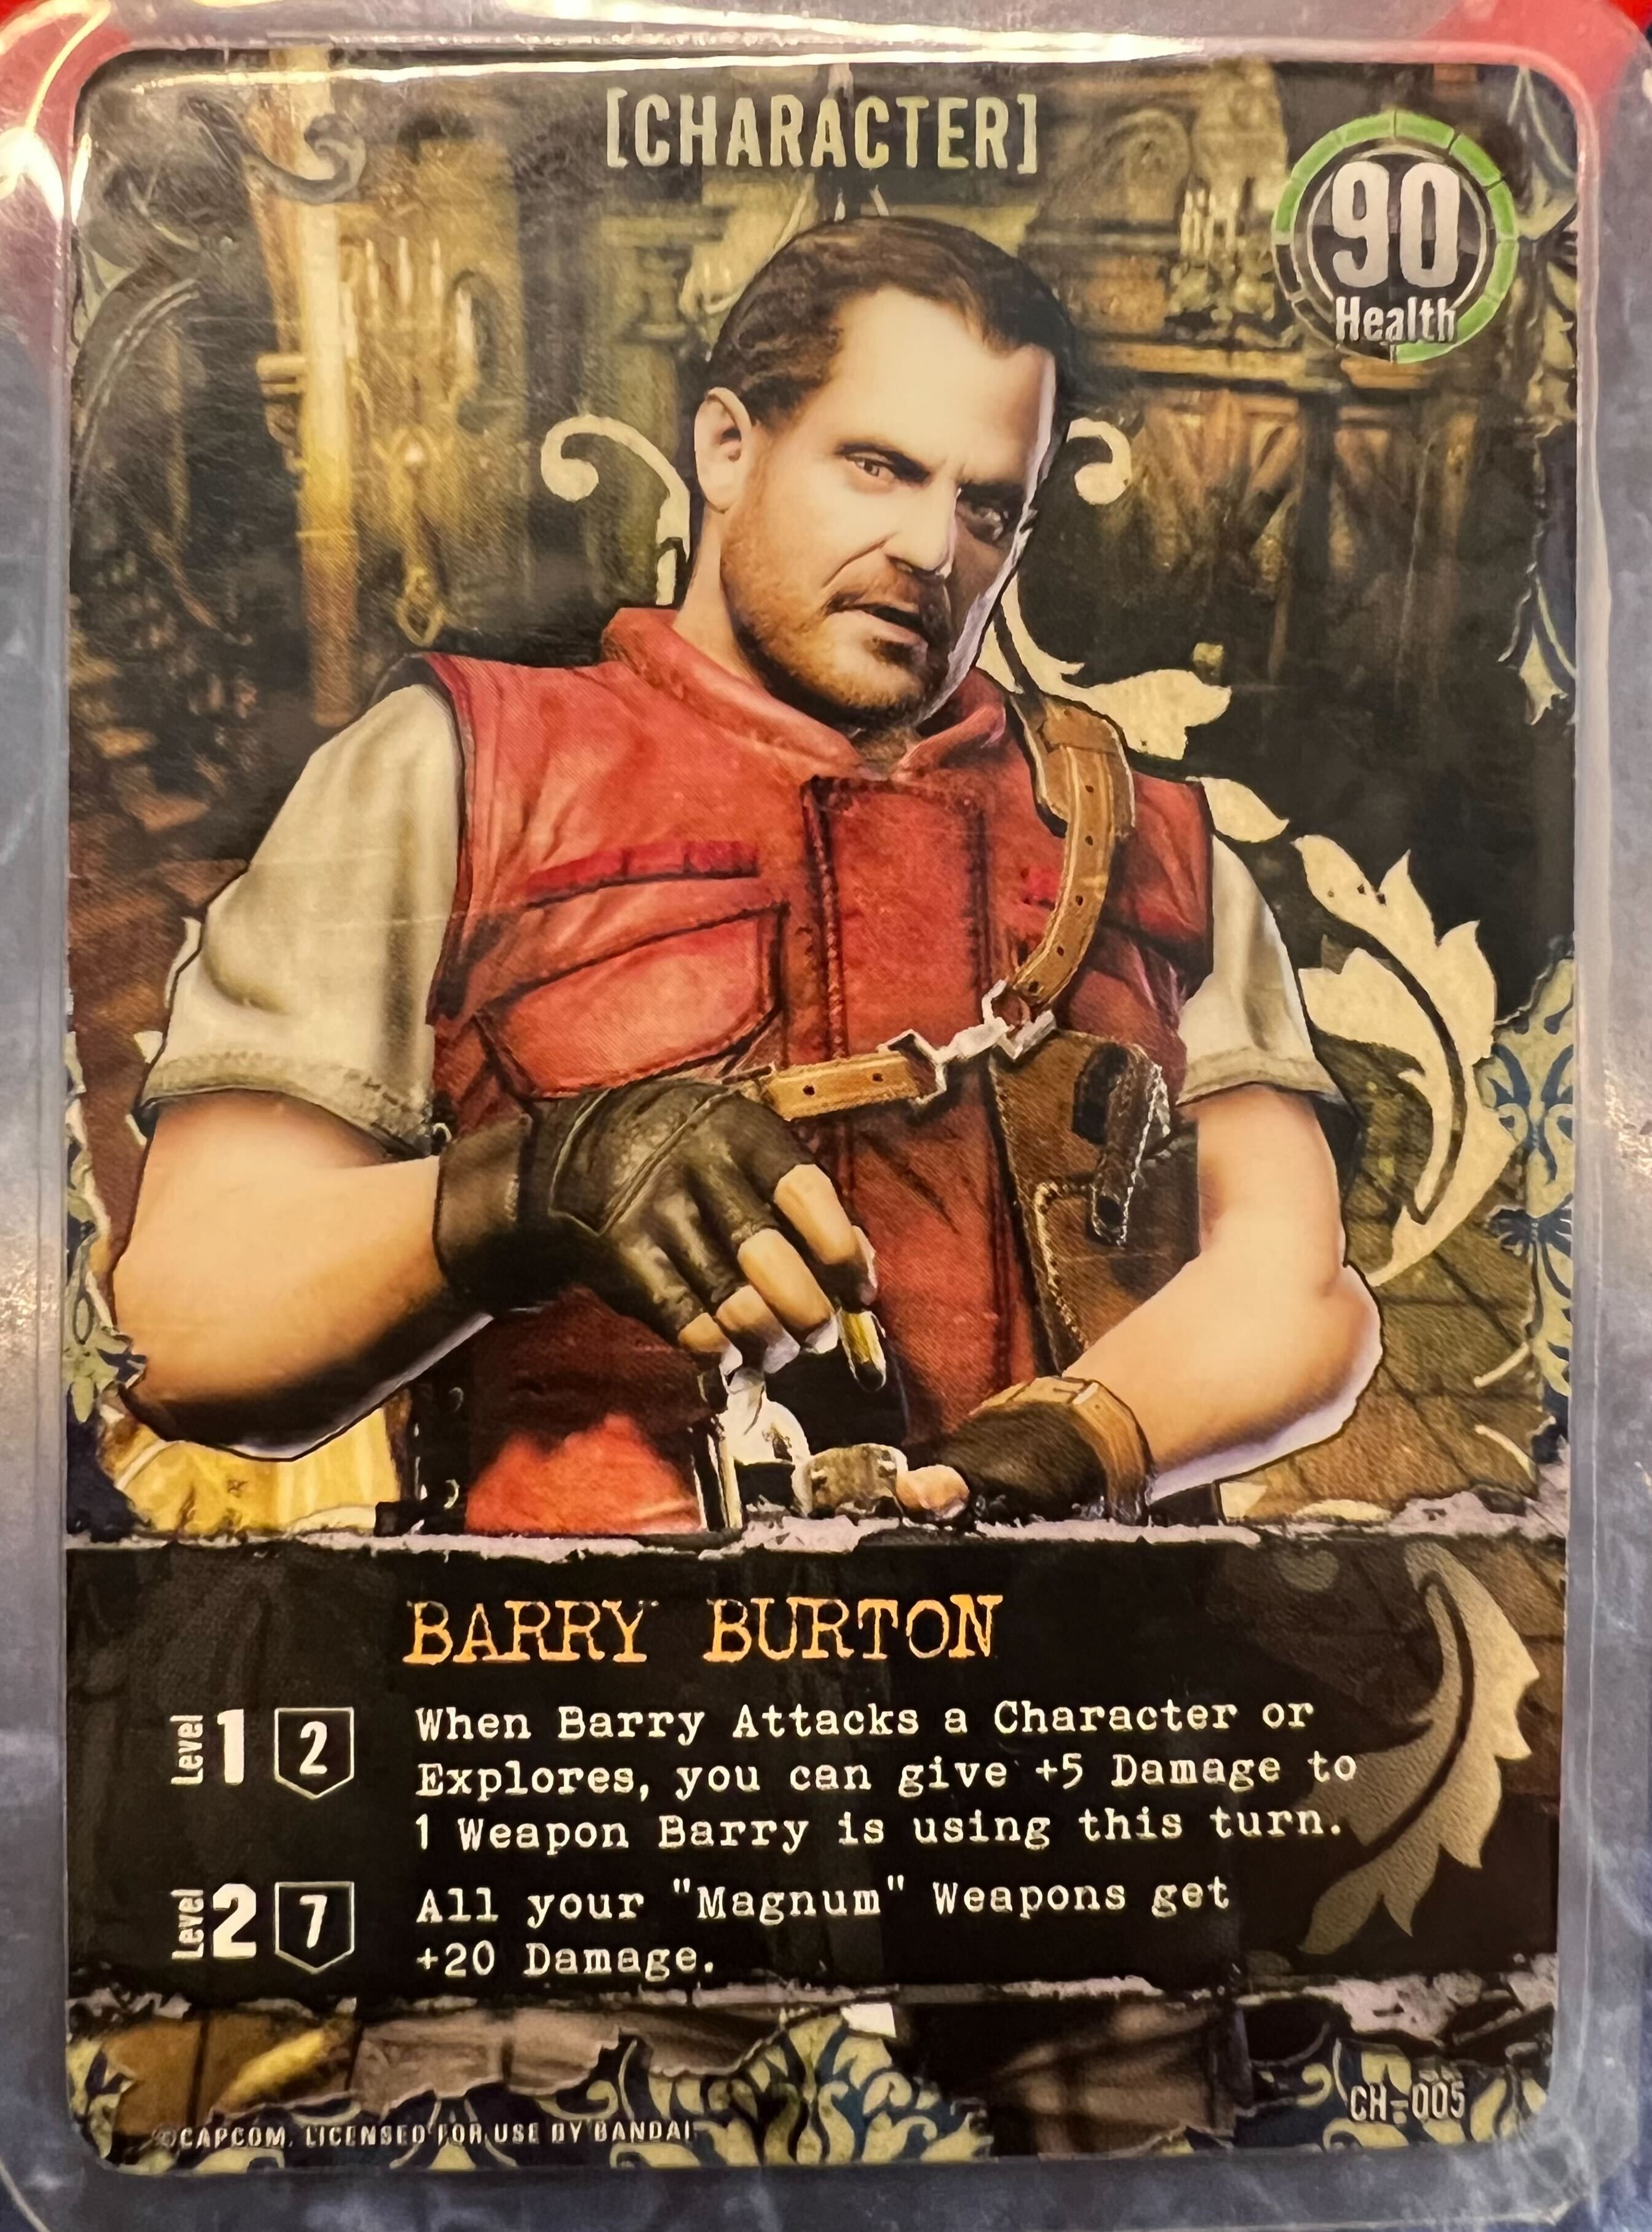 [CHARACTER]
90
Health
BARRY BURTON
Level 1 2
When Barry Attacks a Character or
Explores, you can give +5 Damage to
1 Weapon Barry is using this turn.
Level 2 7
All your "Magnum" Weapons get
+20 Damage.
CH-005
©CAPCOM, LICENSED FOR USE BY BANDAI